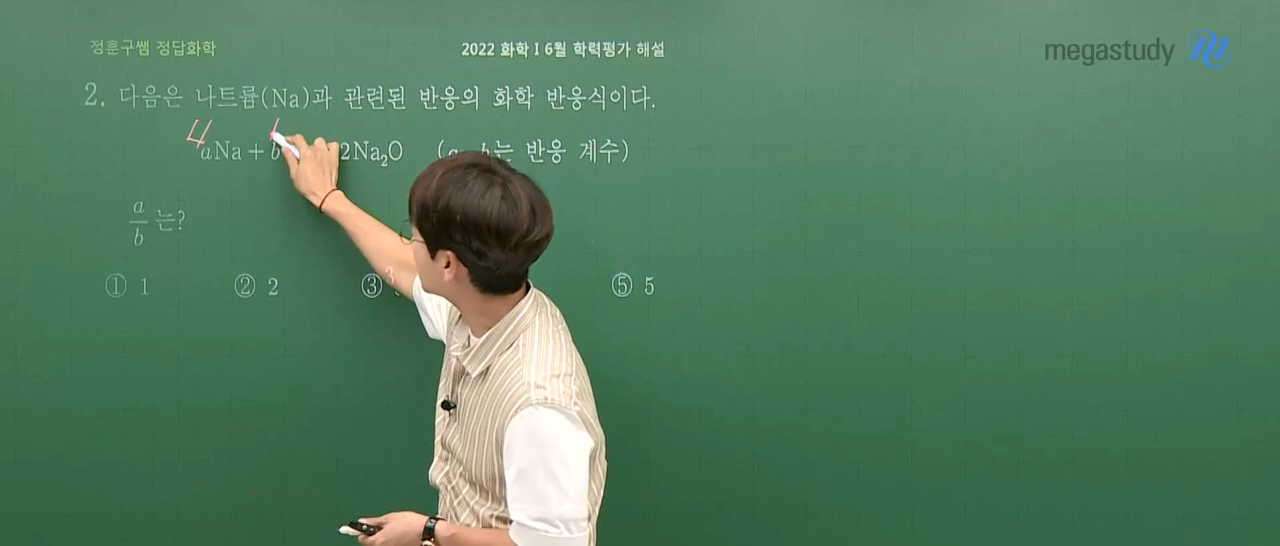 정훈구쌤 정답화학
2022 화학 I 6월 학력평가 해설
megastudy
2. 다음은 나트륨(Na)과 관련된 반응의 화학 반응식이다.
4
aNa + b 2Na₂O (a, b는 반응 계수)
a/b 는?
① 1 ② 2 ③ 3 ⑤ 5